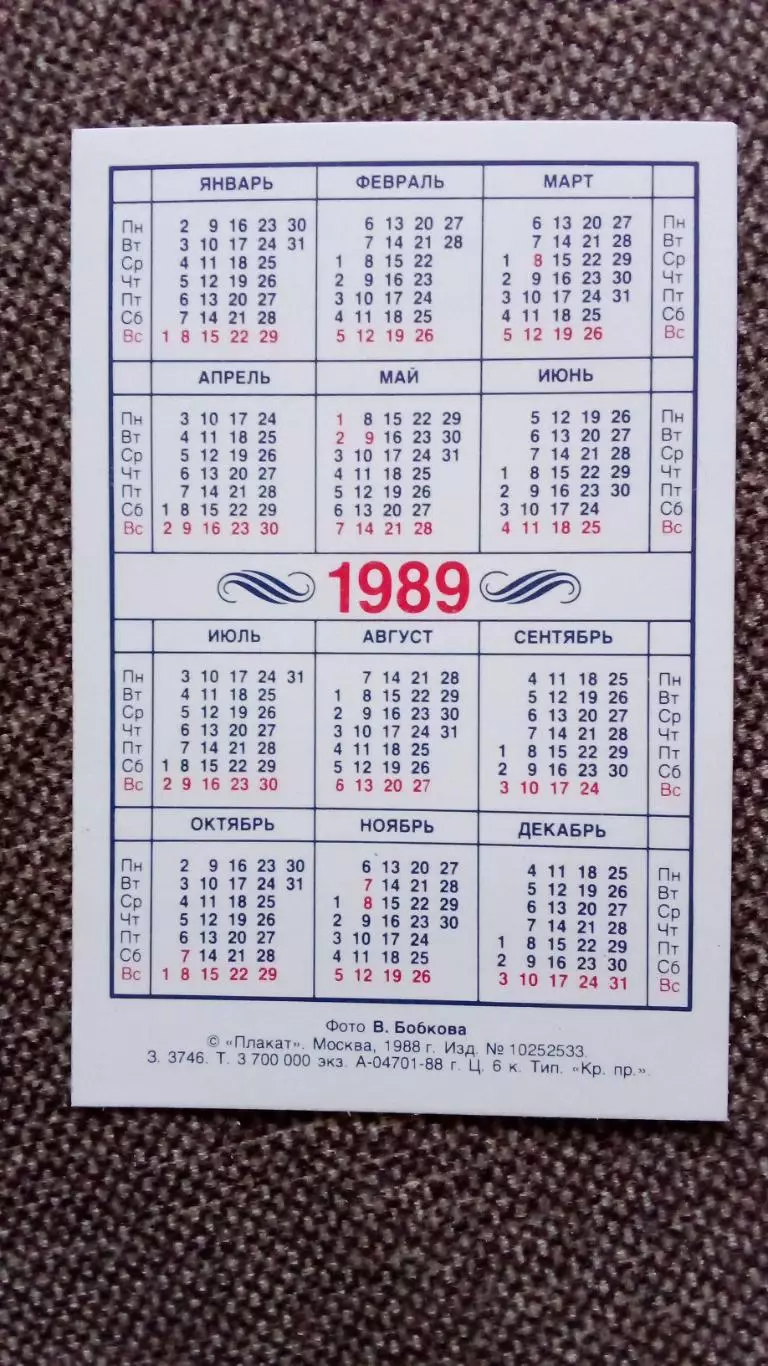 ЯНВАРЬ ФЕВРАЛЬ МАРТ
Пн 2 9 16 23 30 6 13 20 27 6 13 20 27 Пн
Вт 3 10 17 24 31 7 14 21 28 7 14 21 28 Вт
Ср 4 11 18 25 1 8 15 22 1 8 15 22 29 Ср
Чт 5 12 19 26 2 9 16 23 2 9 16 23 30 Чт
Пт 6 13 20 27 3 10 17 24 3 10 17 24 31 Пт
Сб 7 14 21 28 4 11 18 25 4 11 18 25 Сб
Вс 1 8 15 22 29 5 12 19 26 5 12 19 26 Вс
АПРЕЛЬ МАЙ ИЮНЬ
Пн 3 10 17 24 1 8 15 22 29 5 12 19 26 Пн
Вт 4 11 18 25 2 9 16 23 30 6 13 20 27 Вт
Ср 5 12 19 26 3 10 17 24 31 7 14 21 28 Ср
Чт 6 13 20 27 4 11 18 25 1 8 15 22 29 Чт
Пт 7 14 21 28 5 12 19 26 2 9 16 23 30 Пт
Сб 1 8 15 22 29 6 13 20 27 3 10 17 24 Сб
Вс 2 9 16 23 30 7 14 21 28 4 11 18 25 Вс
1989
ИЮЛЬ АВГУСТ СЕНТЯБРЬ
Пн 3 10 17 24 31 7 14 21 28 4 11 18 25 Пн
Вт 4 11 18 25 1 8 15 22 29 5 12 19 26 Вт
Ср 5 12 19 26 2 9 16 23 30 6 13 20 27 Ср
Чт 6 13 20 27 3 10 17 24 31 7 14 21 28 Чт
Пт 7 14 21 28 4 11 18 25 1 8 15 22 29 Пт
Сб 1 8 15 22 29 5 12 19 26 2 9 16 23 30 Сб
Вс 2 9 16 23 30 6 13 20 27 3 10 17 24 Вс
ОКТЯБРЬ НОЯБРЬ ДЕКАБРЬ
Пн 2 9 16 23 30 6 13 20 27 4 11 18 25 Пн
Вт 3 10 17 24 31 7 14 21 28 5 12 19 26 Вт
Ср 4 11 18 25 1 8 15 22 29 6 13 20 27 Ср
Чт 5 12 19 26 2 9 16 23 30 7 14 21 28 Чт
Пт 6 13 20 27 3 10 17 24 1 8 15 22 29 Пт
Сб 7 14 21 28 4 11 18 25 2 9 16 23 30 Сб
Вс 1 8 15 22 29 5 12 19 26 3 10 17 24 31 Вс
Фото В. Бобкова
© «Плакат». Москва, 1988 г. Изд. № 10252533.
З. 3746. Т. 3 700 000 экз. А-04701-88 г. Ц. 6 к. Тип. «Кр. пр.».